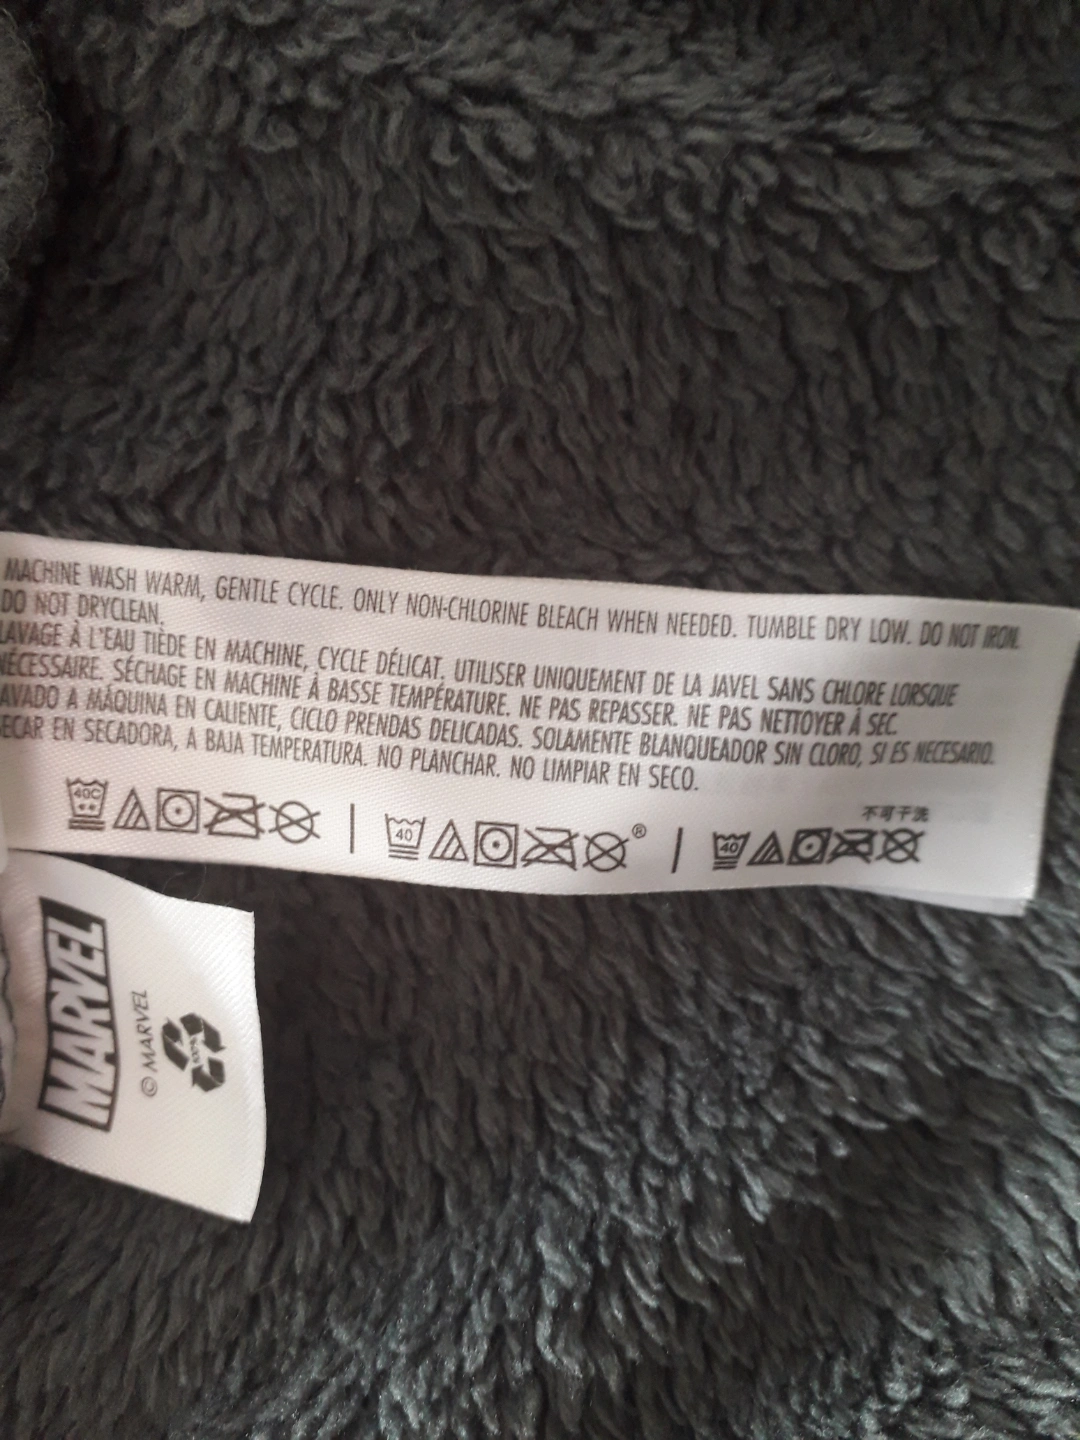 MACHINE WASH WARM, GENTLE CYCLE. ONLY NON-CHLORINE BLEACH WHEN NEEDED. TUMBLE DRY LOW. DO NOT IRON.
DO NOT DRYCLEAN.
LAVAGE À L'EAU TIÈDE EN MACHINE, CYCLE DÉLICAT. UTILISER UNIQUEMENT DE LA JAVEL SANS CHLORE LORSQUE
NÉCESSAIRE. SÉCHAGE EN MACHINE À BASSE TEMPÉRATURE. NE PAS REPASSER. NE PAS NETTOYER À SEC.
AVADO A MÁQUINA EN CALIENTE, CICLO PRENDAS DELICADAS. SOLAMENTE BLANQUEADOR SIN CLORO, SI ES NECESARIO.
ECAR EN SECADORA, A BAJA TEMPERATURA. NO PLANCHAR. NO LIMPIAR EN SECO.
不可干洗
40C | 40 ® | 40
MARVEL
© MARVEL
100%